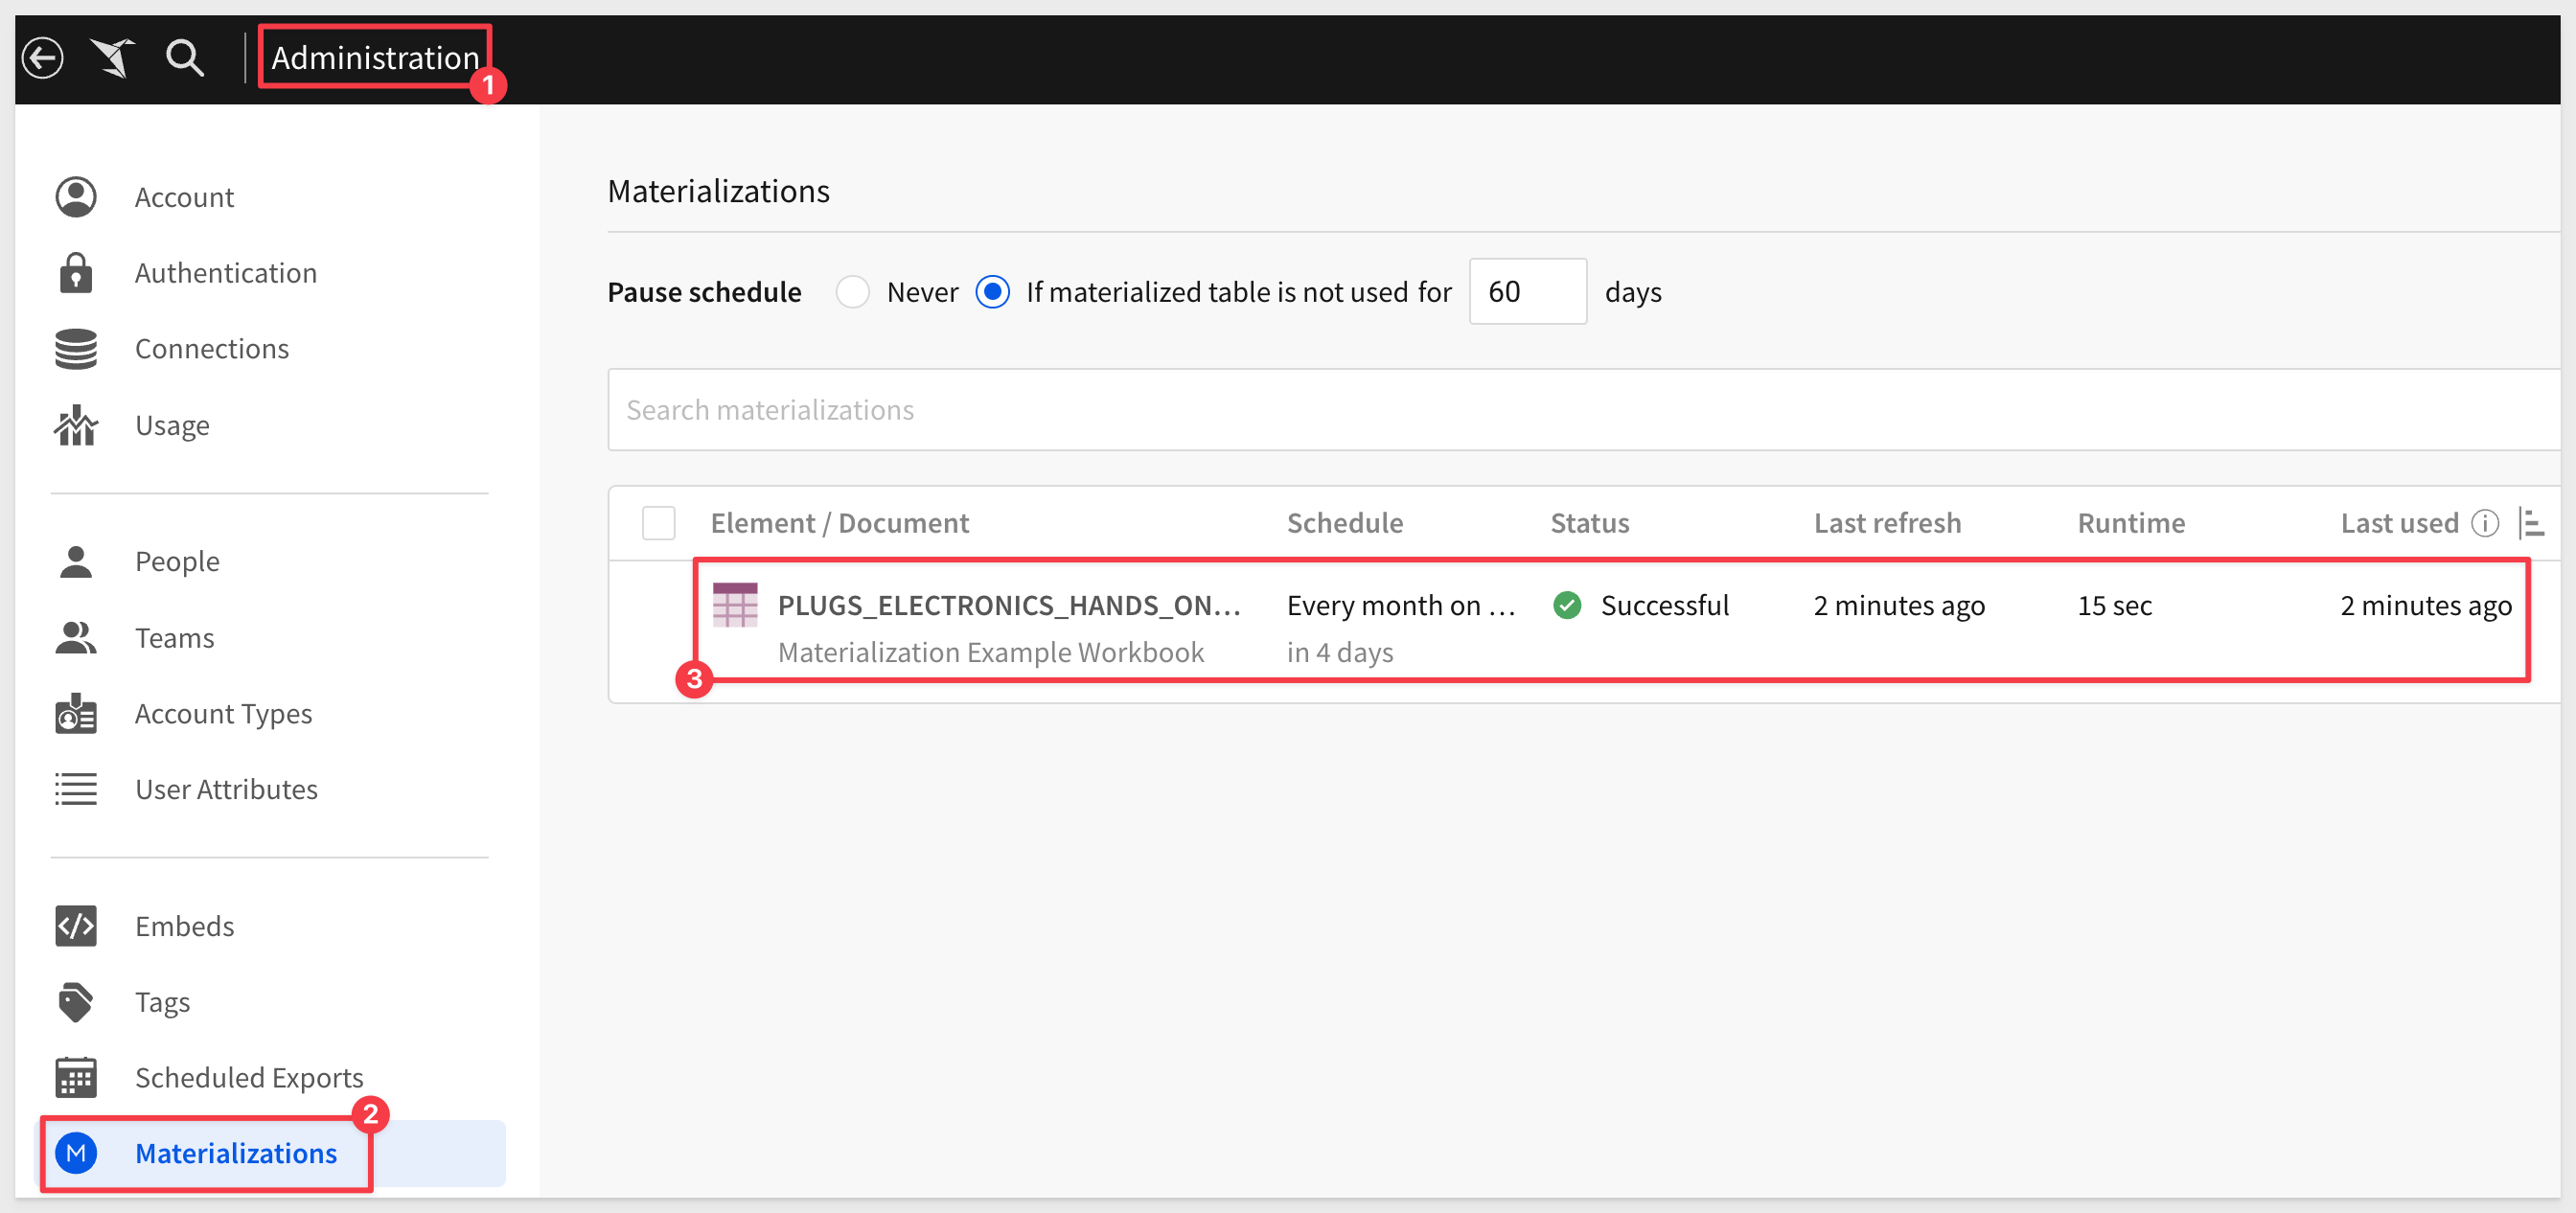 Administration
1
Account
Authentication
Connections
Usage
People
Teams
Account Types
User Attributes
Embeds
Tags
Scheduled Exports
2
M Materializations
Materializations
Pause schedule Never If materialized table is not used for 60 days
Search materializations
Element / Document Schedule Status Last refresh Runtime Last used
PLUGS_ELECTRONICS_HANDS_ON... Every month on ... Successful 2 minutes ago 15 sec 2 minutes ago
Materialization Example Workbook in 4 days
3